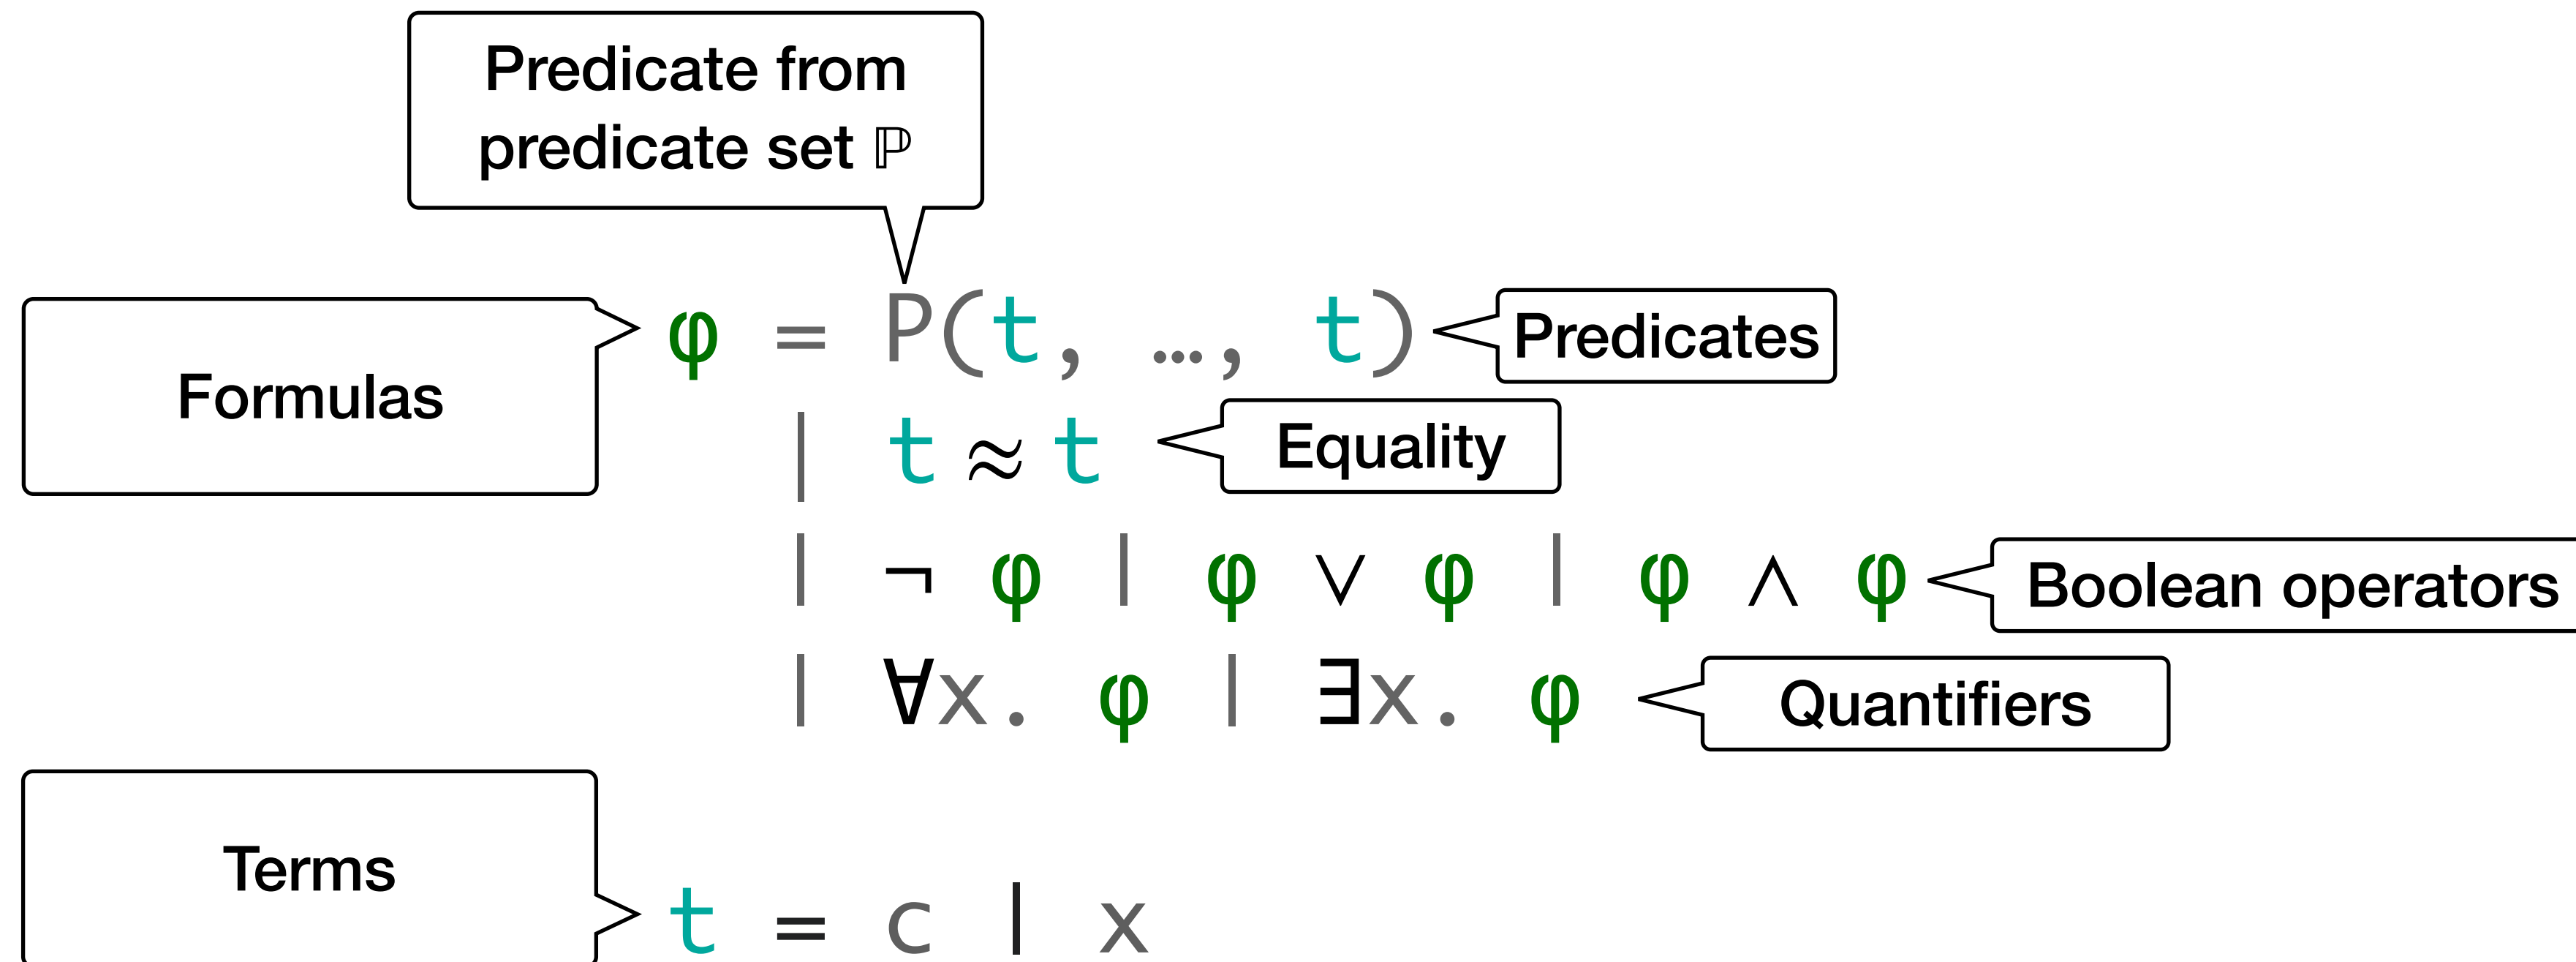 Predicate from
predicate set ℙ
Formulas
φ = P(t, …, t)
Predicates
| t ≈ t
Equality
| ¬ φ | φ ∨ φ | φ ∧ φ
Boolean operators
| ∀x. φ | ∃x. φ
Quantifiers
Terms
t = c | x